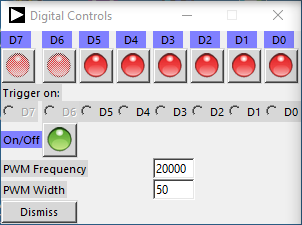 Digital Controls
D7 D6 D5 D4 D3 D2 D1 D0
Trigger on:
D7 D6 D5 D4 D3 D2 D1 D0
On/Off
PWM Frequency 20000
PWM Width 50
Dismiss